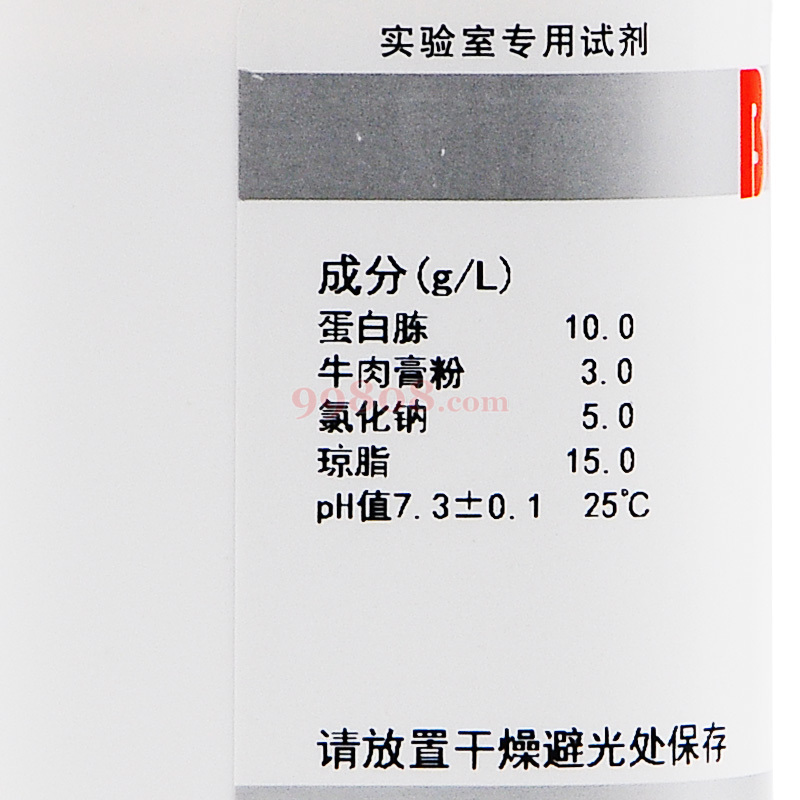 实验室专用试剂
B
成分(g/L)
蛋白胨 10.0
牛肉膏粉 3.0
90808.com
氯化钠 5.0
琼脂 15.0
pH值7.3±0.1 25℃
请放置干燥避光处保存